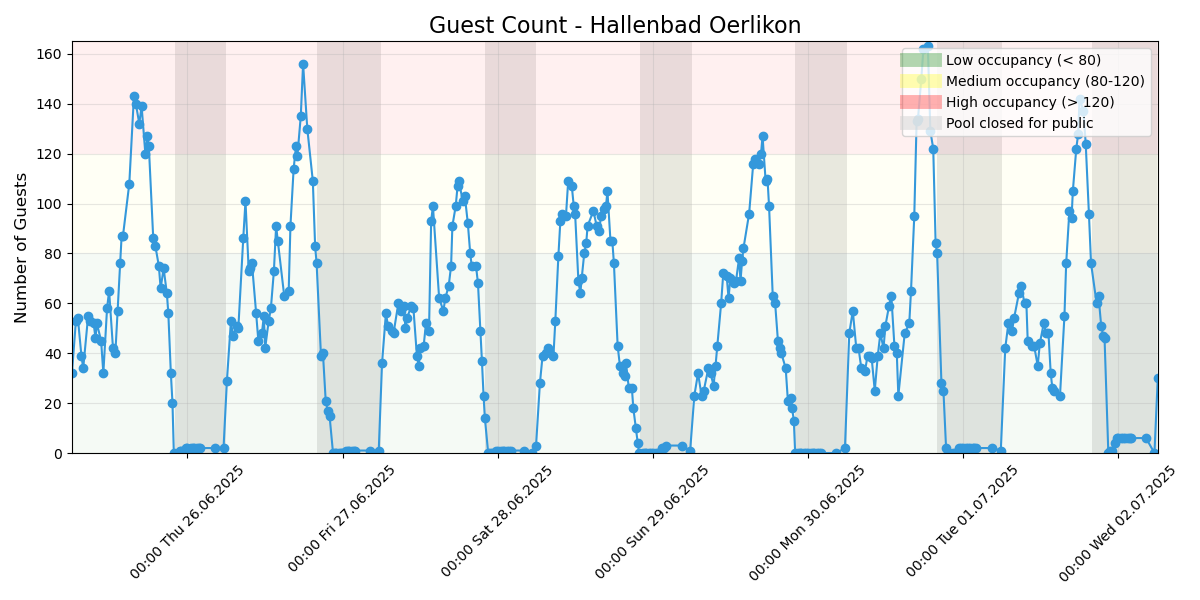 Guest Count - Hallenbad Oerlikon
Number of Guests
160
140
120
100
80
60
40
20
0
Low occupancy (< 80)
Medium occupancy (80-120)
High occupancy (> 120)
Pool closed for public
00:00 Thu 26.06.2025
00:00 Fri 27.06.2025
00:00 Sat 28.06.2025
00:00 Sun 29.06.2025
00:00 Mon 30.06.2025
00:00 Tue 01.07.2025
00:00 Wed 02.07.2025